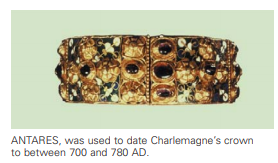 ANTARES, was used to date Charlemagne's crown
to between 700 and 780 AD.